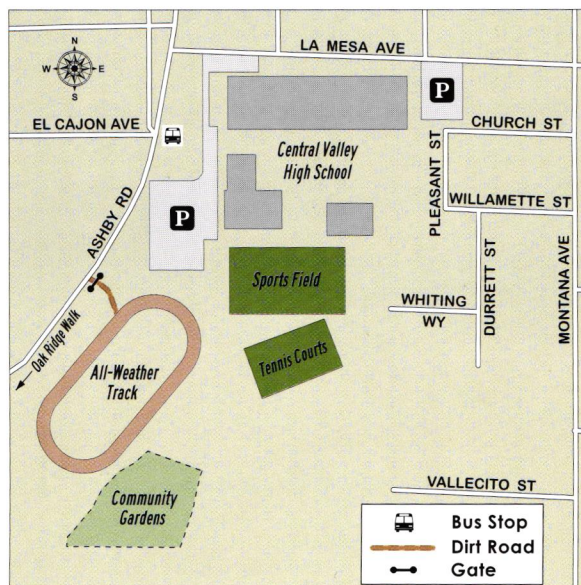 LA MESA AVE
N
W E
S
P
EL CAJON AVE
CHURCH ST
Central Valley
High School
PLEASANT ST
WILLAMETTE ST
ASHBY RD
P
DURRETT ST
MONTANA AVE
Sports Field
WHITING
WY
Oak Ridge Walk
Tennis Courts
All-Weather
Track
VALLECITO ST
Community
Gardens
Bus Stop
Dirt Road
Gate